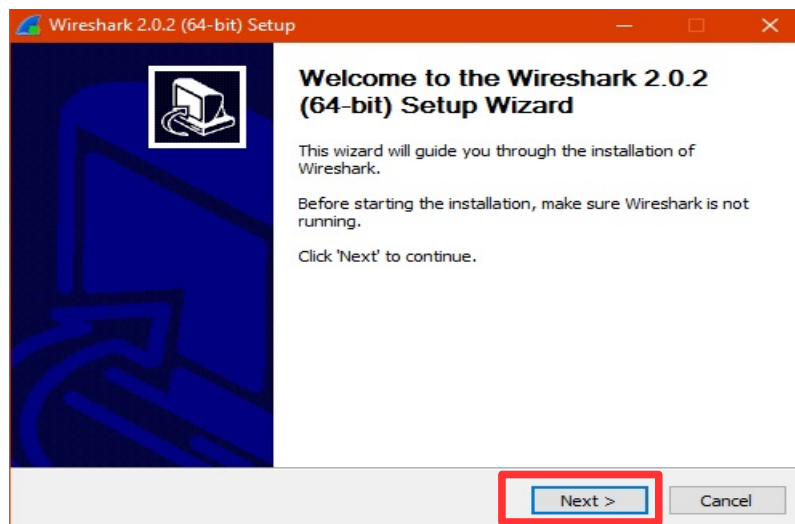 Wireshark 2.0.2 (64-bit) Setup
Welcome to the Wireshark 2.0.2
(64-bit) Setup Wizard
This wizard will guide you through the installation of
Wireshark.
Before starting the installation, make sure Wireshark is not
running.
Click 'Next' to continue.
Next >
Cancel